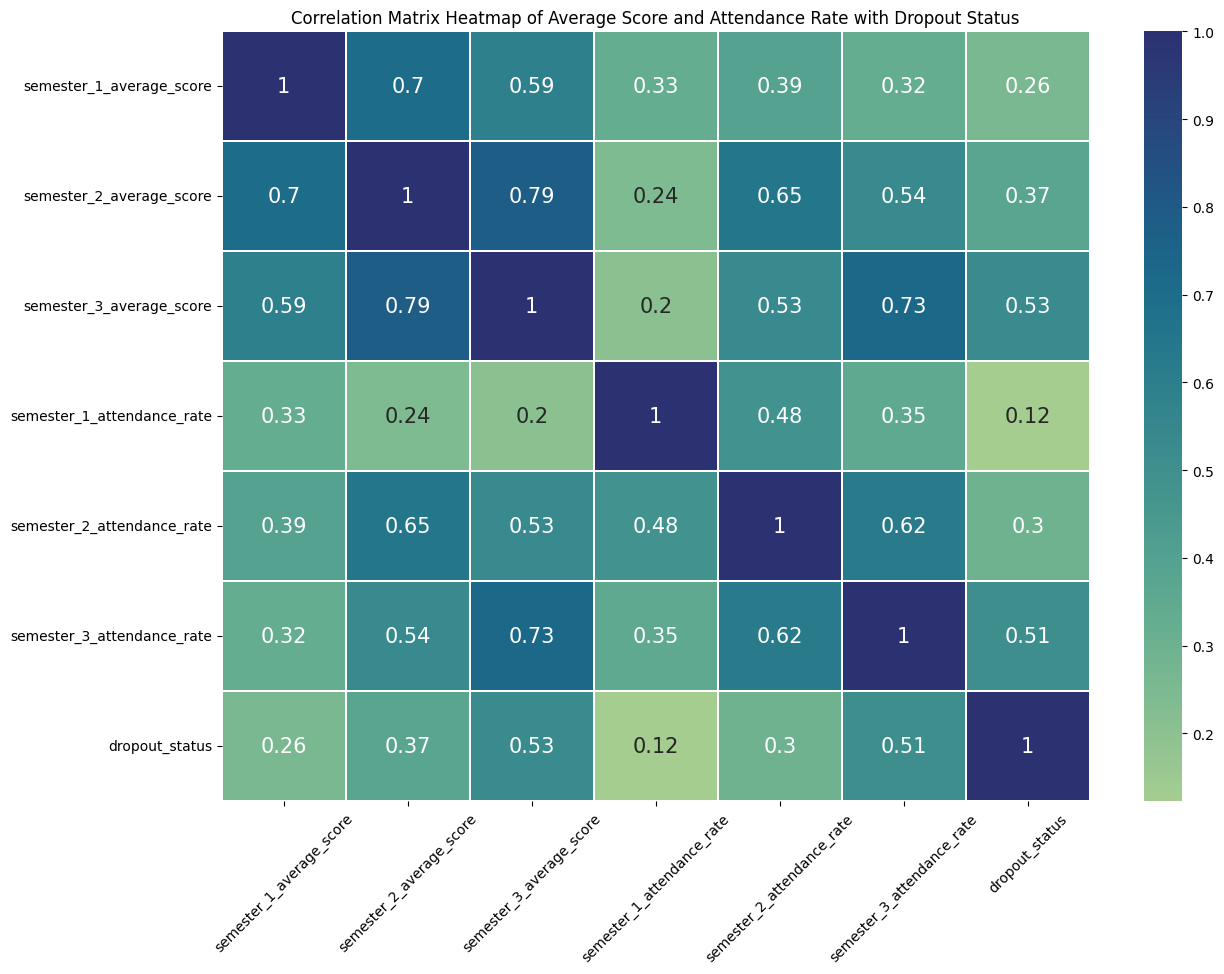 Correlation Matrix Heatmap of Average Score and Attendance Rate with Dropout Status
semester_1_average_score 1 0.7 0.59 0.33 0.39 0.32 0.26
semester_2_average_score 0.7 1 0.79 0.24 0.65 0.54 0.37
semester_3_average_score 0.59 0.79 1 0.2 0.53 0.73 0.53
semester_1_attendance_rate 0.33 0.24 0.2 1 0.48 0.35 0.12
semester_2_attendance_rate 0.39 0.65 0.53 0.48 1 0.62 0.3
semester_3_attendance_rate 0.32 0.54 0.73 0.35 0.62 1 0.51
dropout_status 0.26 0.37 0.53 0.12 0.3 0.51 1
semester_1_average_score
semester_2_average_score
semester_3_average_score
semester_1_attendance_rate
semester_2_attendance_rate
semester_3_attendance_rate
dropout_status
1.0
0.9
0.8
0.7
0.6
0.5
0.4
0.3
0.2